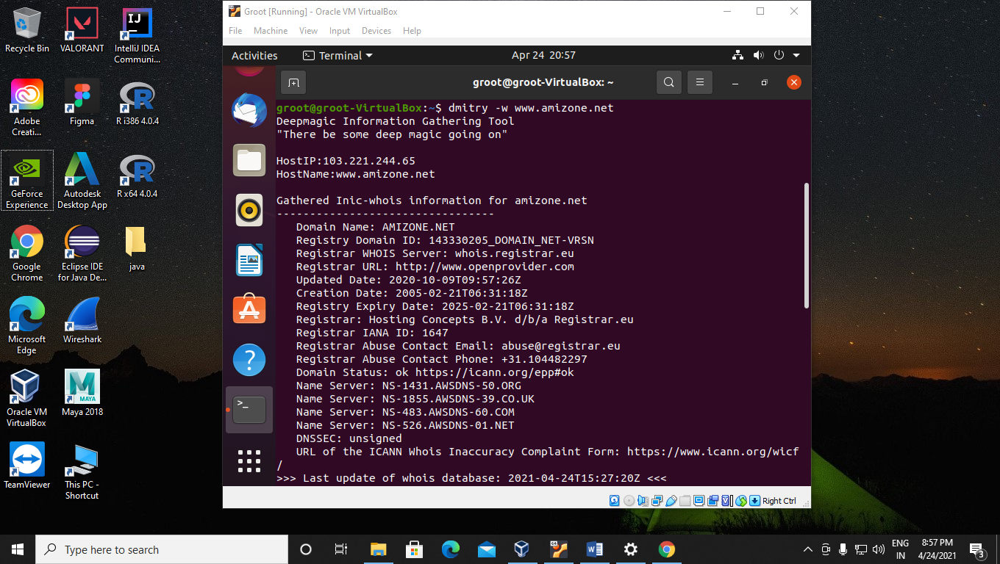 Recycle Bin
VALORANT
IntelliJ IDEA
Communi...
Adobe
Creati...
Figma
R i386 4.0.4
GeForce
Experience
Autodesk
Desktop App
R x64 4.0.4
Google
Chrome
Eclipse IDE
for Java De...
java
Microsoft
Edge
Wireshark
Oracle VM
VirtualBox
Maya 2018
TeamViewer
This PC -
Shortcut
Groot [Running] - Oracle VM VirtualBox
File Machine View Input Devices Help
Activities Terminal Apr 24 20:57
groot@groot-VirtualBox: ~
groot@groot-VirtualBox:~$ dmitry -w www.amizone.net
Deepmagic Information Gathering Tool
"There be some deep magic going on"
HostIP:103.221.244.65
HostName:www.amizone.net
Gathered Inic-whois information for amizone.net
---------------------------------
Domain Name: AMIZONE.NET
Registry Domain ID: 143330205_DOMAIN_NET-VRSN
Registrar WHOIS Server: whois.registrar.eu
Registrar URL: http://www.openprovider.com
Updated Date: 2020-10-09T09:57:26Z
Creation Date: 2005-02-21T06:31:18Z
Registry Expiry Date: 2025-02-21T06:31:18Z
Registrar: Hosting Concepts B.V. d/b/a Registrar.eu
Registrar IANA ID: 1647
Registrar Abuse Contact Email: abuse@registrar.eu
Registrar Abuse Contact Phone: +31.104482297
Domain Status: ok https://icann.org/epp#ok
Name Server: NS-1431.AWSDNS-50.ORG
Name Server: NS-1855.AWSDNS-39.CO.UK
Name Server: NS-483.AWSDNS-60.COM
Name Server: NS-526.AWSDNS-01.NET
DNSSEC: unsigned
URL of the ICANN Whois Inaccuracy Complaint Form: https://www.icann.org/wicf
/
>>> Last update of whois database: 2021-04-24T15:27:20Z <<<
Right Ctrl
Type here to search
ENG
IN
8:57 PM
4/24/2021
3